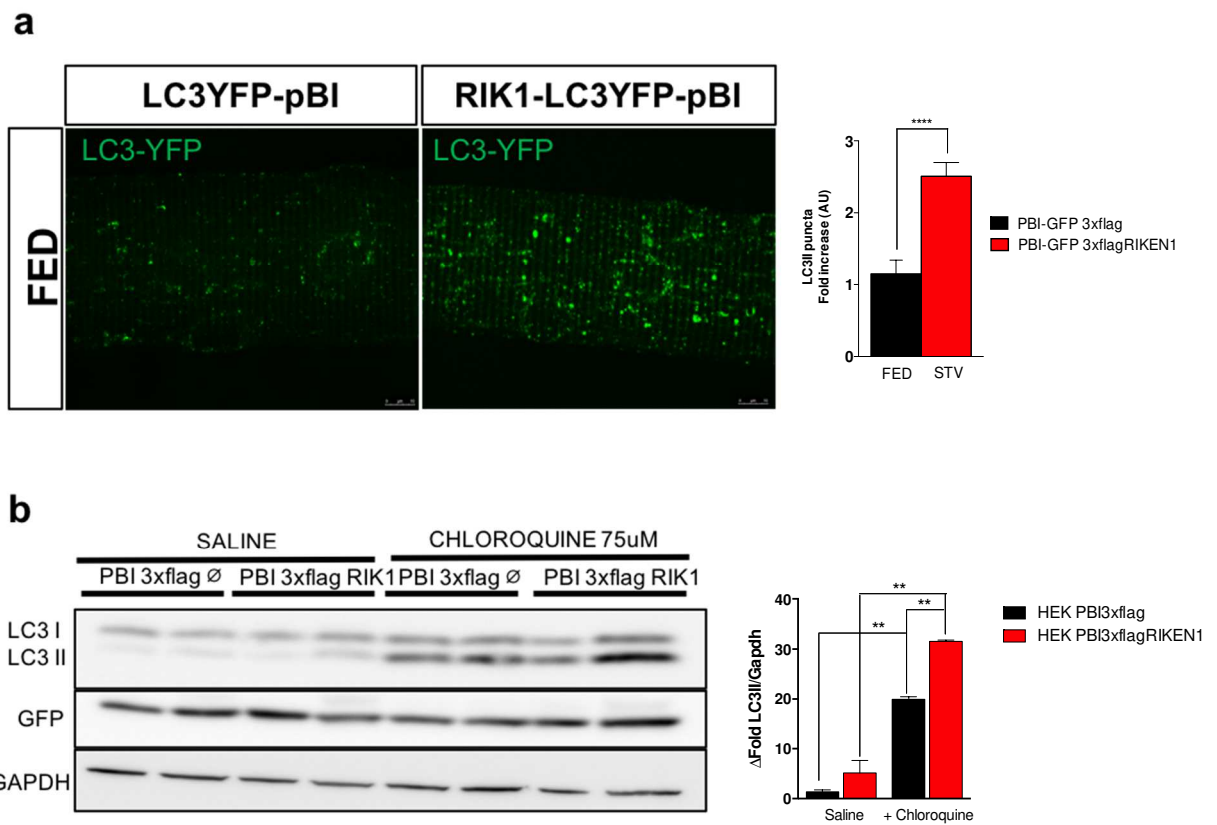 a
LC3YFP-pBI
RIK1-LC3YFP-pBI
FED
LC3-YFP
LC3-YFP
****
3
2
1
0
LC3II puncta
Fold increase (AU)
FED STV
PBI-GFP 3xflag
PBI-GFP 3xflagRIKEN1
b
SALINE
CHLOROQUINE 75uM
PBI 3xflag ∅ PBI 3xflag RIK1 PBI 3xflag ∅ PBI 3xflag RIK1
LC3 I
LC3 II
GFP
GAPDH
**
**
**
40
30
20
10
0
ΔFold LC3II/Gapdh
Saline + Chloroquine
HEK PBI3xflag
HEK PBI3xflagRIKEN1